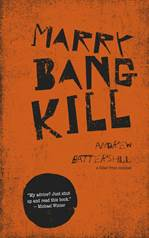 MARRY
BANG
KILL
ANDREW
BATTERSHILL
"My advice? Just shut
up and read this book."
— Michael Winter